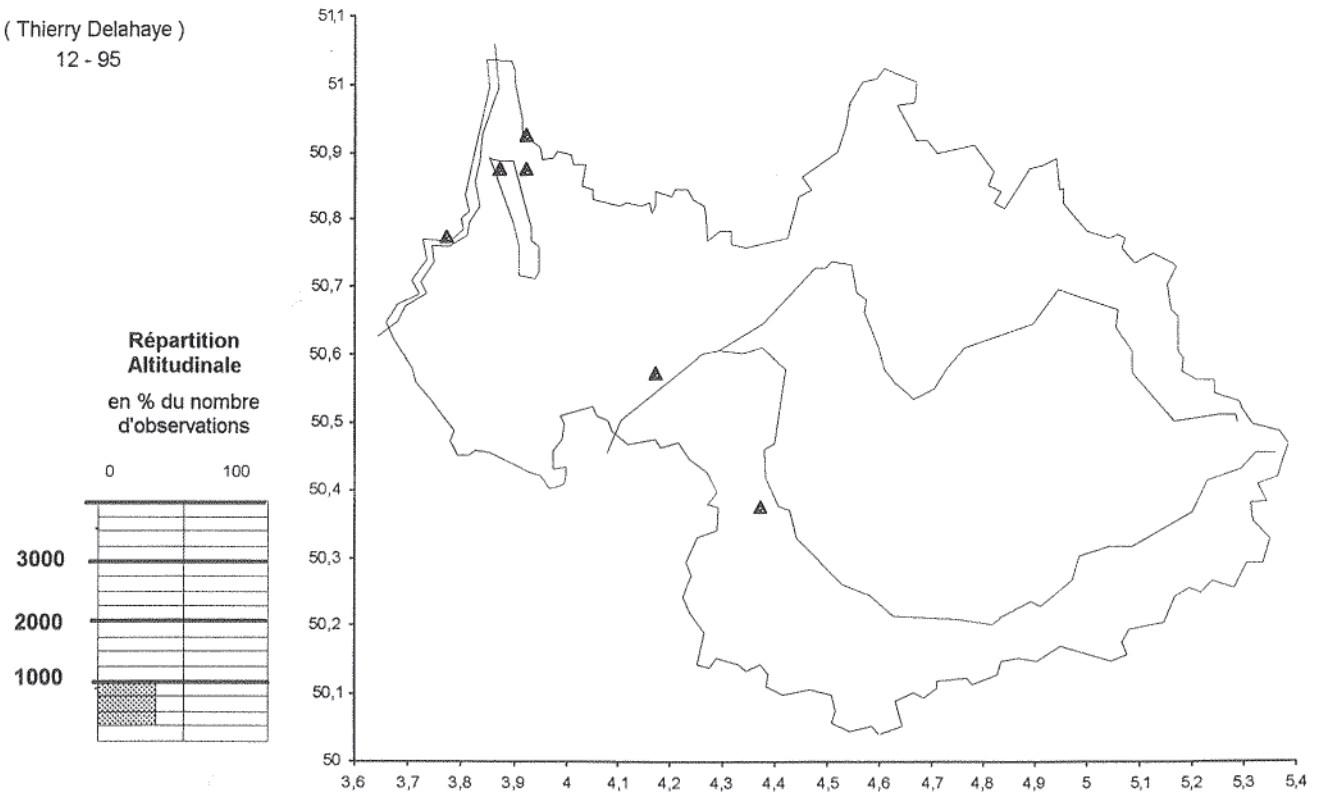 ( Thierry Delahaye )
12 - 95
Répartition
Altitudinale
en % du nombre
d'observations
0 100
3000
2000
1000
51,1
51
50,9
50,8
50,7
50,6
50,5
50,4
50,3
50,2
50,1
50
3,6 3,7 3,8 3,9 4 4,1 4,2 4,3 4,4 4,5 4,6 4,7 4,8 4,9 5 5,1 5,2 5,3 5,4